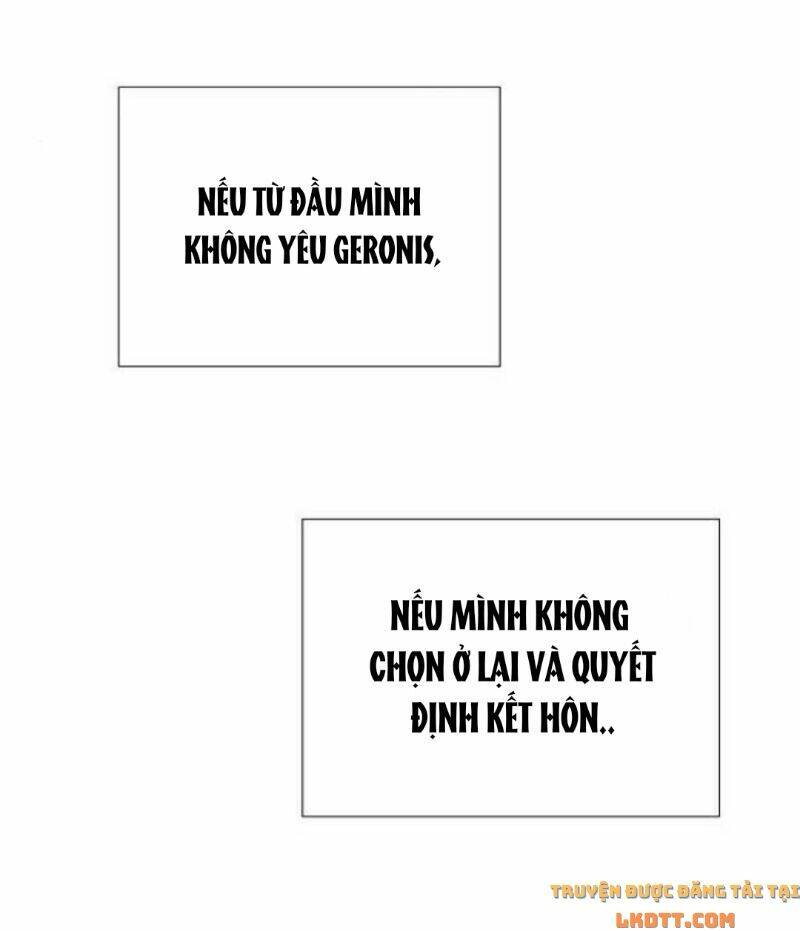 NẾU TỪ ĐẦU MÌNH
KHÔNG YÊU GERONIS,
NẾU MÌNH KHÔNG
CHỌN Ở LẠI VÀ QUYẾT
ĐỊNH KẾT HÔN..
TRUYỆN ĐƯỢC ĐĂNG TẢI TẠI
LKDTT.COM